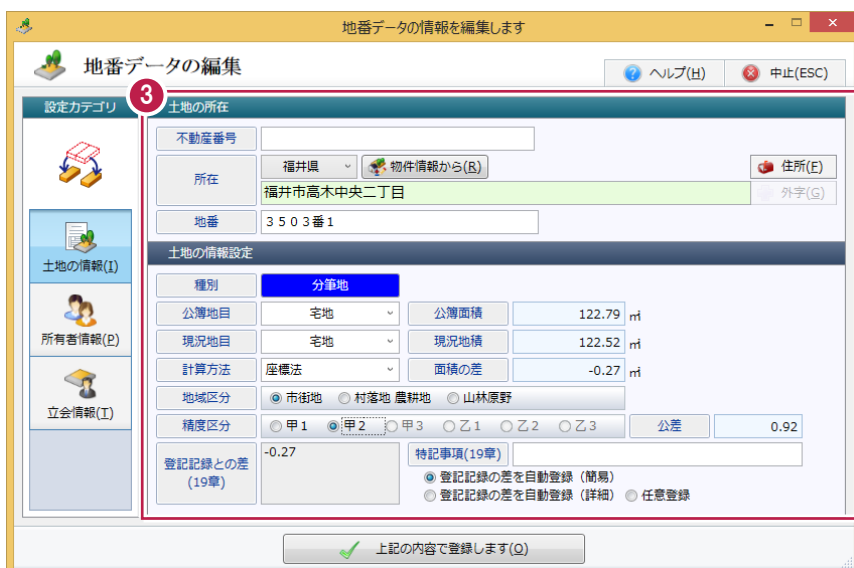 地番データの情報を編集します
地番データの編集
ヘルプ(H) 中止(ESC)
設定カテゴリ
3
土地の所在
不動産番号
所在 福井県 物件情報から(R) 住所(F)
福井市高木中央二丁目 外字(G)
地番 3503番1
土地の情報(I)
所有者情報(P)
立会情報(T)
土地の情報設定
種別 分筆地
公簿地目 宅地 公簿面積 122.79 ㎡
現況地目 宅地 現況地積 122.52 ㎡
計算方法 座標法 面積の差 -0.27 ㎡
地域区分 市街地 村落地 農耕地 山林原野
精度区分 甲1 甲2 甲3 乙1 乙2 乙3 公差 0.92
登記記録との差
(19章)
-0.27 特記事項(19章)
登記記録の差を自動登録（簡易）
登記記録の差を自動登録（詳細） 任意登録
上記の内容で登録します(O)